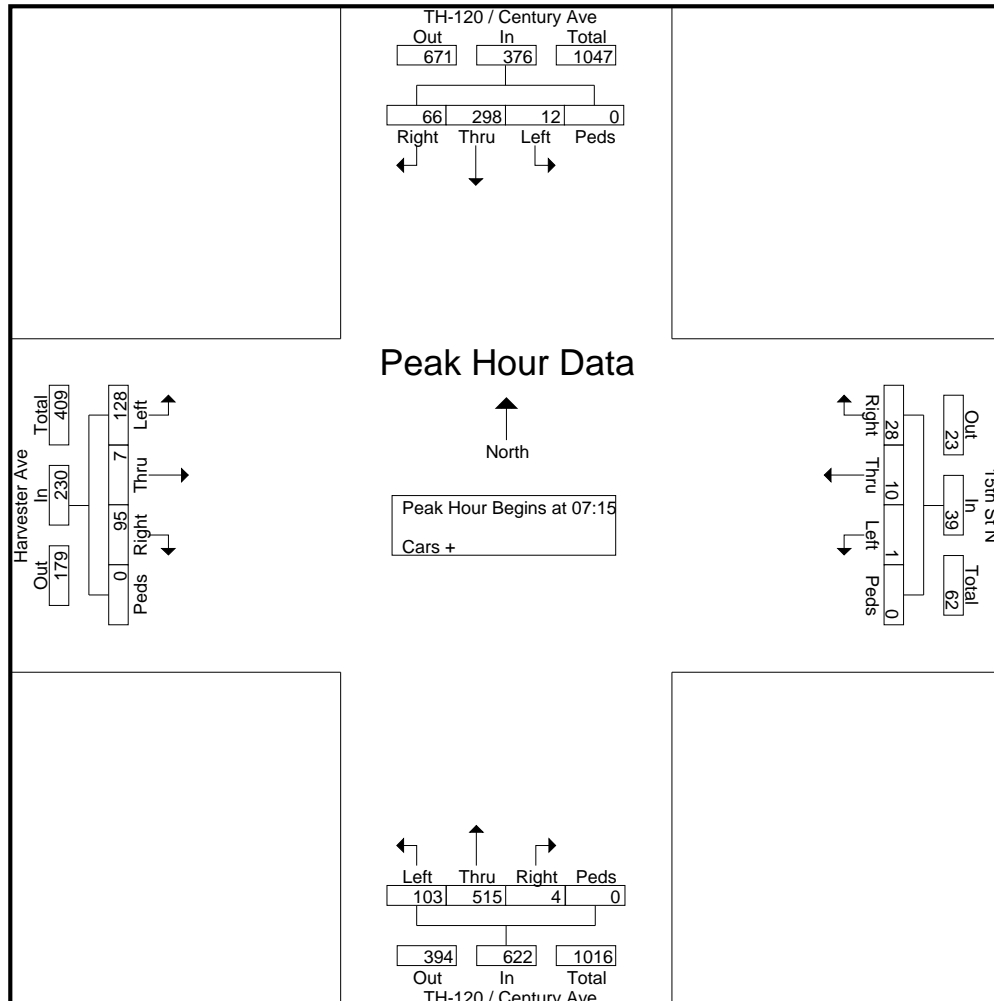 TH-120 / Century Ave
Out In Total
671 376 1047
66 298 12 0
Right Thru Left Peds
Peak Hour Data
North
Peak Hour Begins at 07:15
Cars +
Harvester Ave
Out In Total
179 230 409
0 95 7 128
Peds Right Thru Left
Right Thru Left Peds
28 10 1 0
Out In Total
23 39 62
15th St N
Left Thru Right Peds
103 515 4 0
394 622 1016
Out In Total
TH-120 / Century Ave